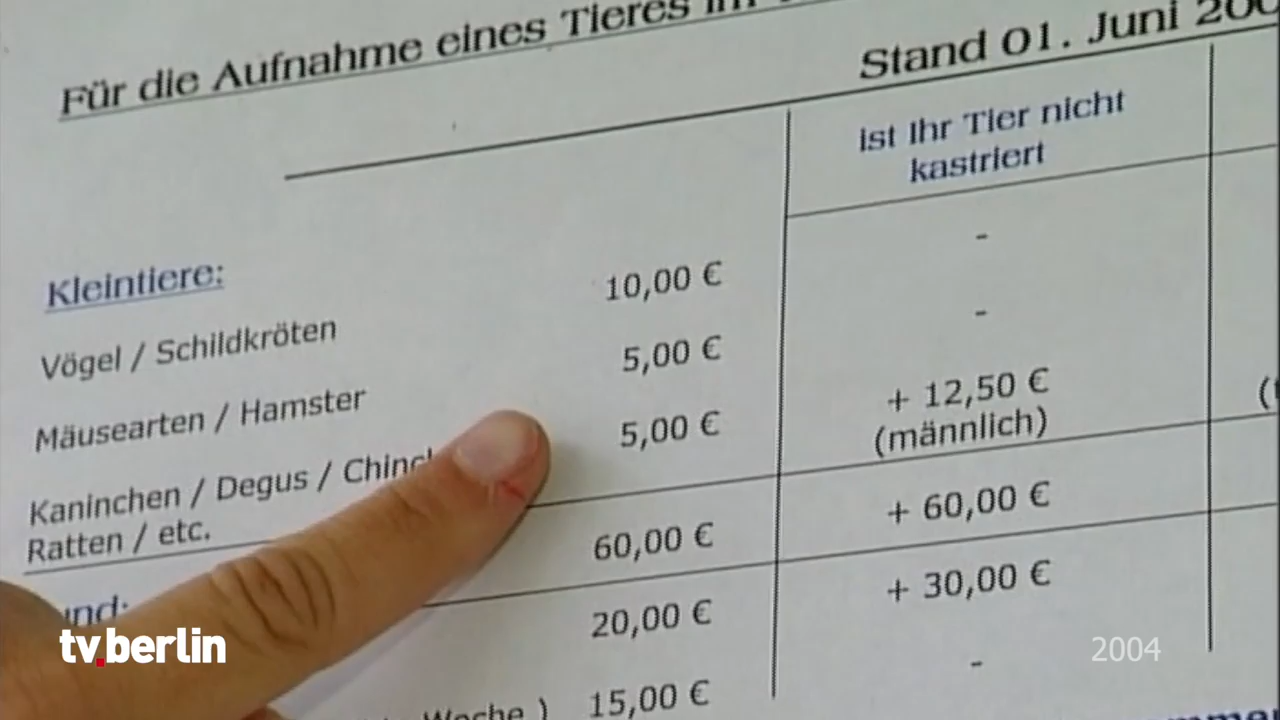 Für die Aufnahme eines Tieres im
Stand 01. Juni
ist Ihr Tier nicht
kastriert
Kleintiere:
Vögel / Schildkröten 10,00 € -
Mäusearten / Hamster 5,00 € -
Kaninchen / Degus / 5,00 € + 12,50 €
Ratten / etc. (männlich)
60,00 € + 60,00 €
20,00 € + 30,00 €
Woche ) 15,00 € -
tv.berlin
2004